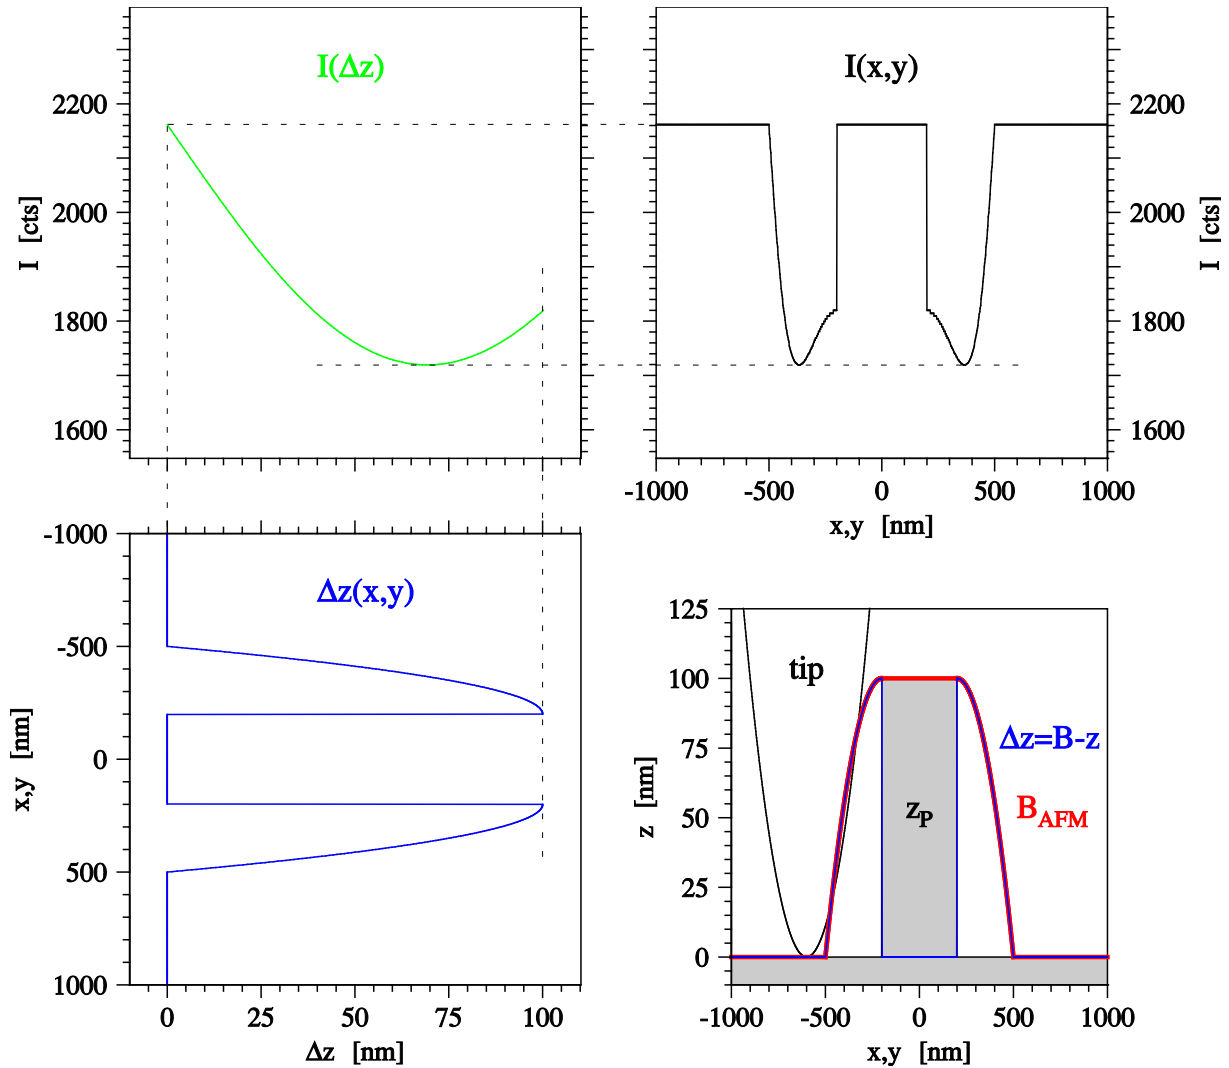 I(Δz)
2200
2000
1800
1600
I [cts]
I(x,y)
2200
2000
1800
1600
I [cts]
-1000 -500 0 500 1000
x,y [nm]
Δz(x,y)
-1000
-500
0
500
1000
x,y [nm]
0 25 50 75 100
Δz [nm]
125
100
75
50
25
0
z [nm]
tip
Δz=B-z
z_P
B_AFM
-1000 -500 0 500 1000
x,y [nm]